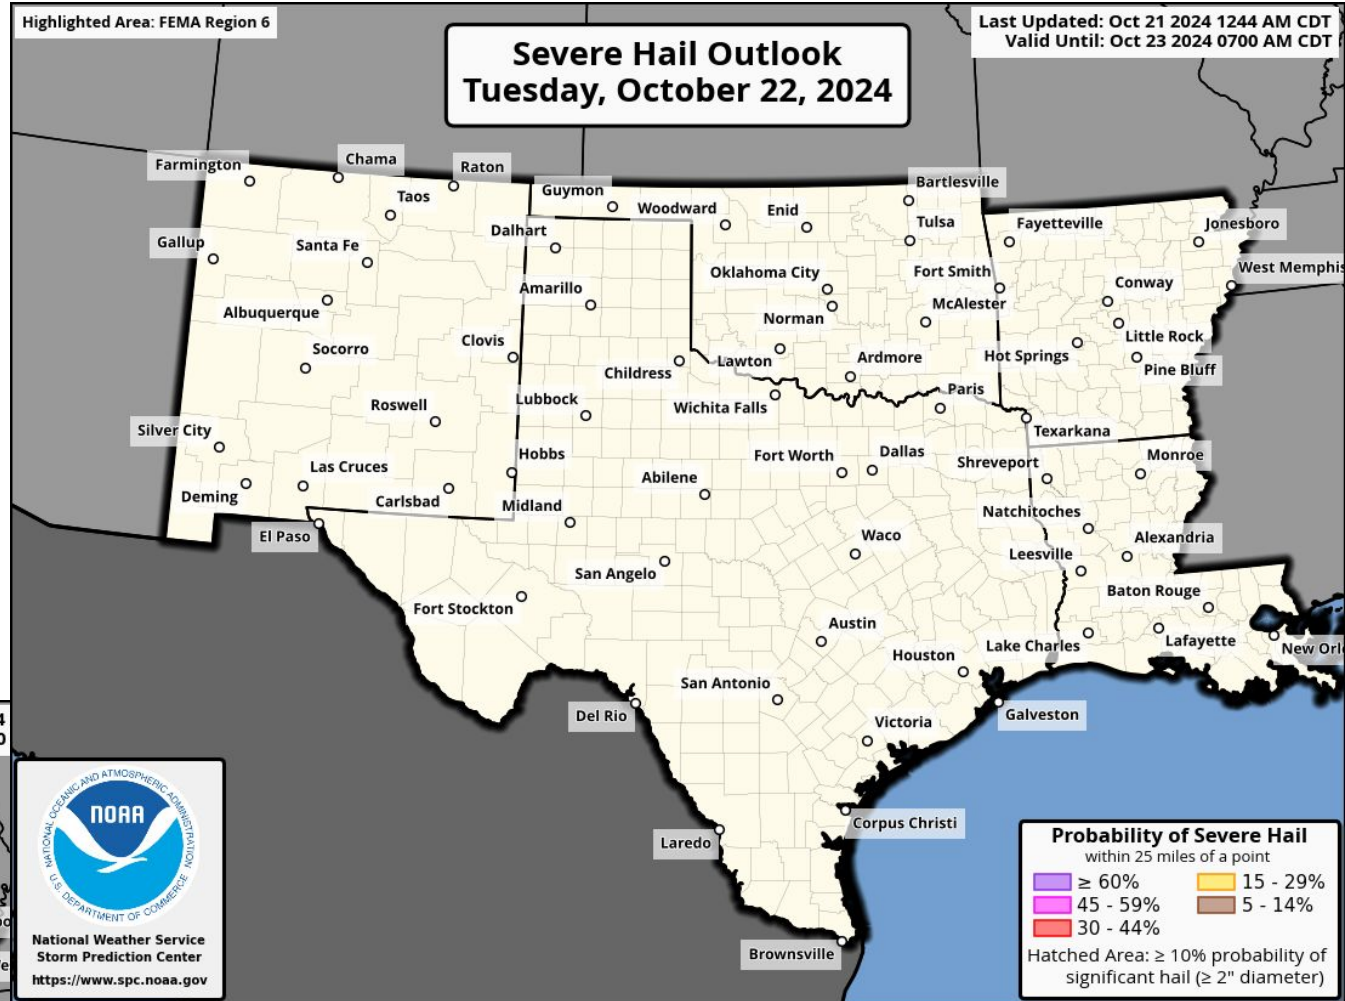 Highlighted Area: FEMA Region 6
Severe Hail Outlook
Tuesday, October 22, 2024
Last Updated: Oct 21 2024 1244 AM CDT
Valid Until: Oct 23 2024 0700 AM CDT
Farmington
Chama
Raton
Taos
Guymon
Woodward
Enid
Bartlesville
Tulsa
Fayetteville
Jonesboro
Gallup
Santa Fe
Dalhart
Oklahoma City
Fort Smith
West Memphis
Amarillo
Conway
Albuquerque
Norman
McAlester
Socorro
Clovis
Little Rock
Childress
Lawton
Ardmore
Hot Springs
Pine Bluff
Roswell
Lubbock
Wichita Falls
Paris
Silver City
Texarkana
Las Cruces
Hobbs
Fort Worth
Dallas
Shreveport
Monroe
Deming
Carlsbad
Midland
Abilene
Natchitoches
El Paso
Waco
Leesville
Alexandria
San Angelo
Baton Rouge
Fort Stockton
Austin
Lake Charles
Lafayette
New Orl
Houston
San Antonio
Del Rio
Victoria
Galveston
Laredo
Corpus Christi
Brownsville
NATIONAL OCEANIC AND ATMOSPHERIC ADMINISTRATION
NOAA
U.S. DEPARTMENT OF COMMERCE
National Weather Service
Storm Prediction Center
https://www.spc.noaa.gov
Probability of Severe Hail
within 25 miles of a point
≥ 60%
15 - 29%
45 - 59%
5 - 14%
30 - 44%
Hatched Area: ≥ 10% probability of
significant hail (≥ 2" diameter)